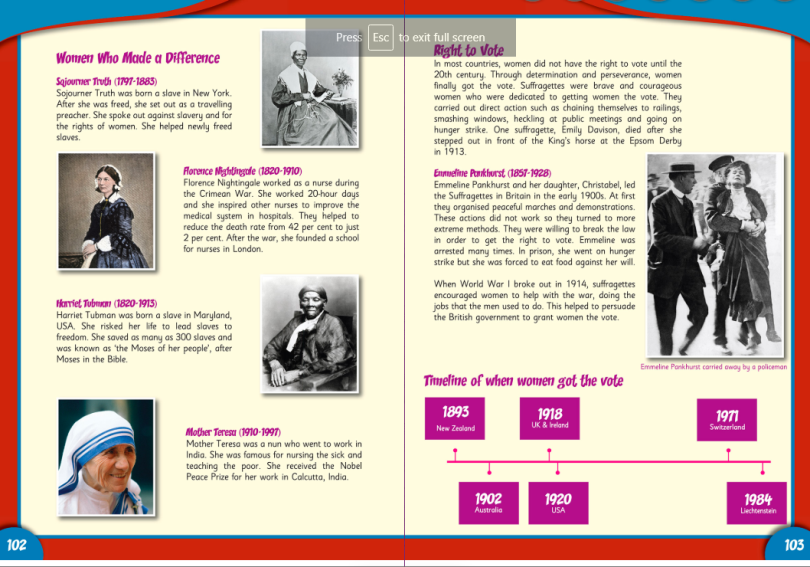 Press Esc to exit full screen
Women Who Made a Difference
Sojourner Truth (1797-1883)
Sojourner Truth was born a slave in New York.
After she was freed, she set out as a travelling
preacher. She spoke out against slavery and for
the rights of women. She helped newly freed
slaves.
Florence Nightingale (1820-1910)
Florence Nightingale worked as a nurse during
the Crimean War. She worked 20-hour days
and she inspired other nurses to improve the
medical system in hospitals. They helped to
reduce the death rate from 42 per cent to just
2 per cent. After the war, she founded a school
for nurses in London.
Harriet Tubman (1820-1913)
Harriet Tubman was born a slave in Maryland,
USA. She risked her life to lead slaves to
freedom. She saved as many as 300 slaves and
was known as ‘the Moses of her people’, after
Moses in the Bible.
Mother Teresa (1910-1997)
Mother Teresa was a nun who went to work in
India. She was famous for nursing the sick and
teaching the poor. She received the Nobel
Peace Prize for her work in Calcutta, India.
102
Right to Vote
In most countries, women did not have the right to vote until the
20th century. Through determination and perseverance, women
finally got the vote. Suffragettes were brave and courageous
women who were dedicated to getting women the vote. They
carried out direct action such as chaining themselves to railings,
smashing windows, heckling at public meetings and going on
hunger strike. One suffragette, Emily Davison, died after she
stepped out in front of the King's horse at the Epsom Derby
in 1913.
Emmeline Pankhurst (1857-1928)
Emmeline Pankhurst and her daughter, Christabel, led
the Suffragettes in Britain in the early 1900s. At first
they organised peaceful marches and demonstrations.
These actions did not work so they turned to more
extreme methods. They were willing to break the law
in order to get the right to vote. Emmeline was
arrested many times. In prison, she went on hunger
strike but she was forced to eat food against her will.
When World War I broke out in 1914, suffragettes
encouraged women to help with the war, doing the
jobs that the men used to do. This helped to persuade
the British government to grant women the vote.
Emmeline Pankhurst carried away by a policeman
Timeline of when women got the vote
1893
New Zealand
1918
UK & Ireland
1971
Switzerland
1902
Australia
1920
USA
1984
Liechtenstein
103